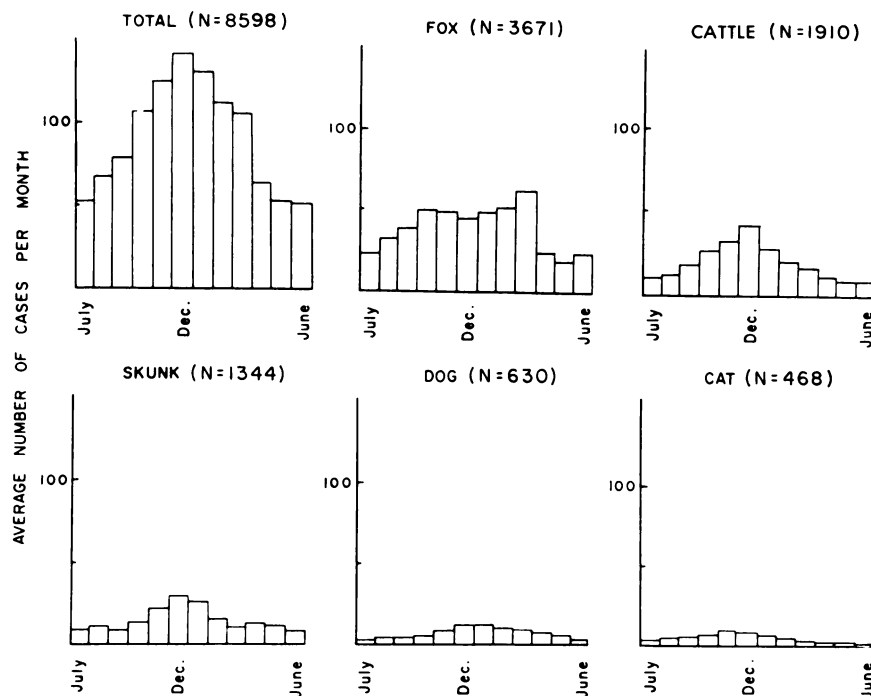 TOTAL (N=8598)
FOX (N=3671)
CATTLE (N=1910)
100
100
100
July
Dec.
June
July
Dec.
June
July
Dec.
June
AVERAGE NUMBER OF CASES PER MONTH
SKUNK (N=1344)
DOG (N=630)
CAT (N=468)
100
100
100
July
Dec.
June
July
Dec.
June
July
Dec.
June